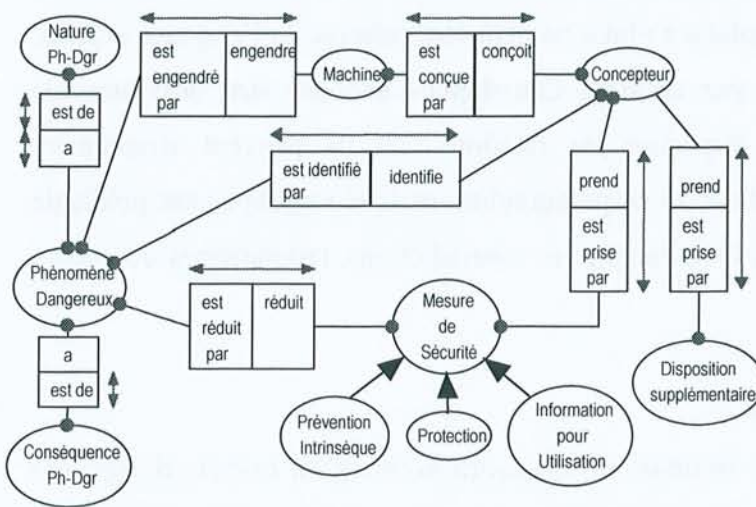 Nature
Ph-Dgr
est
engendré
par
engendre
Machine
est
conçue
par
conçoit
Concepteur
est de
est identifié
par
identifie
prend
est
prise
par
prend
est
prise
par
Phénomène
Dangereux
est
réduit
par
réduit
Mesure
de
Sécurité
a
est de
Disposition
supplémentaire
Prévention
Intrinsèque
Protection
Information
pour
Utilisation
Conséquence
Ph-Dgr